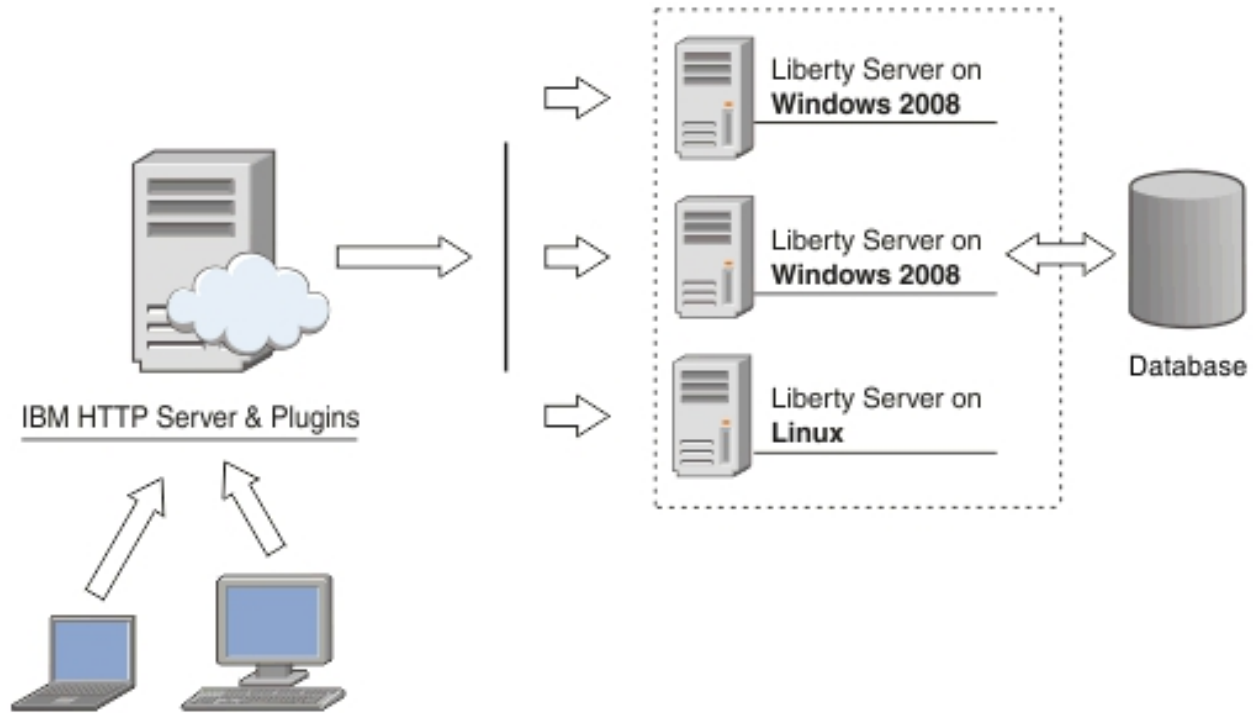 Liberty Server on
Windows 2008
Liberty Server on
Windows 2008
Liberty Server on
Linux
Database
IBM HTTP Server & Plugins